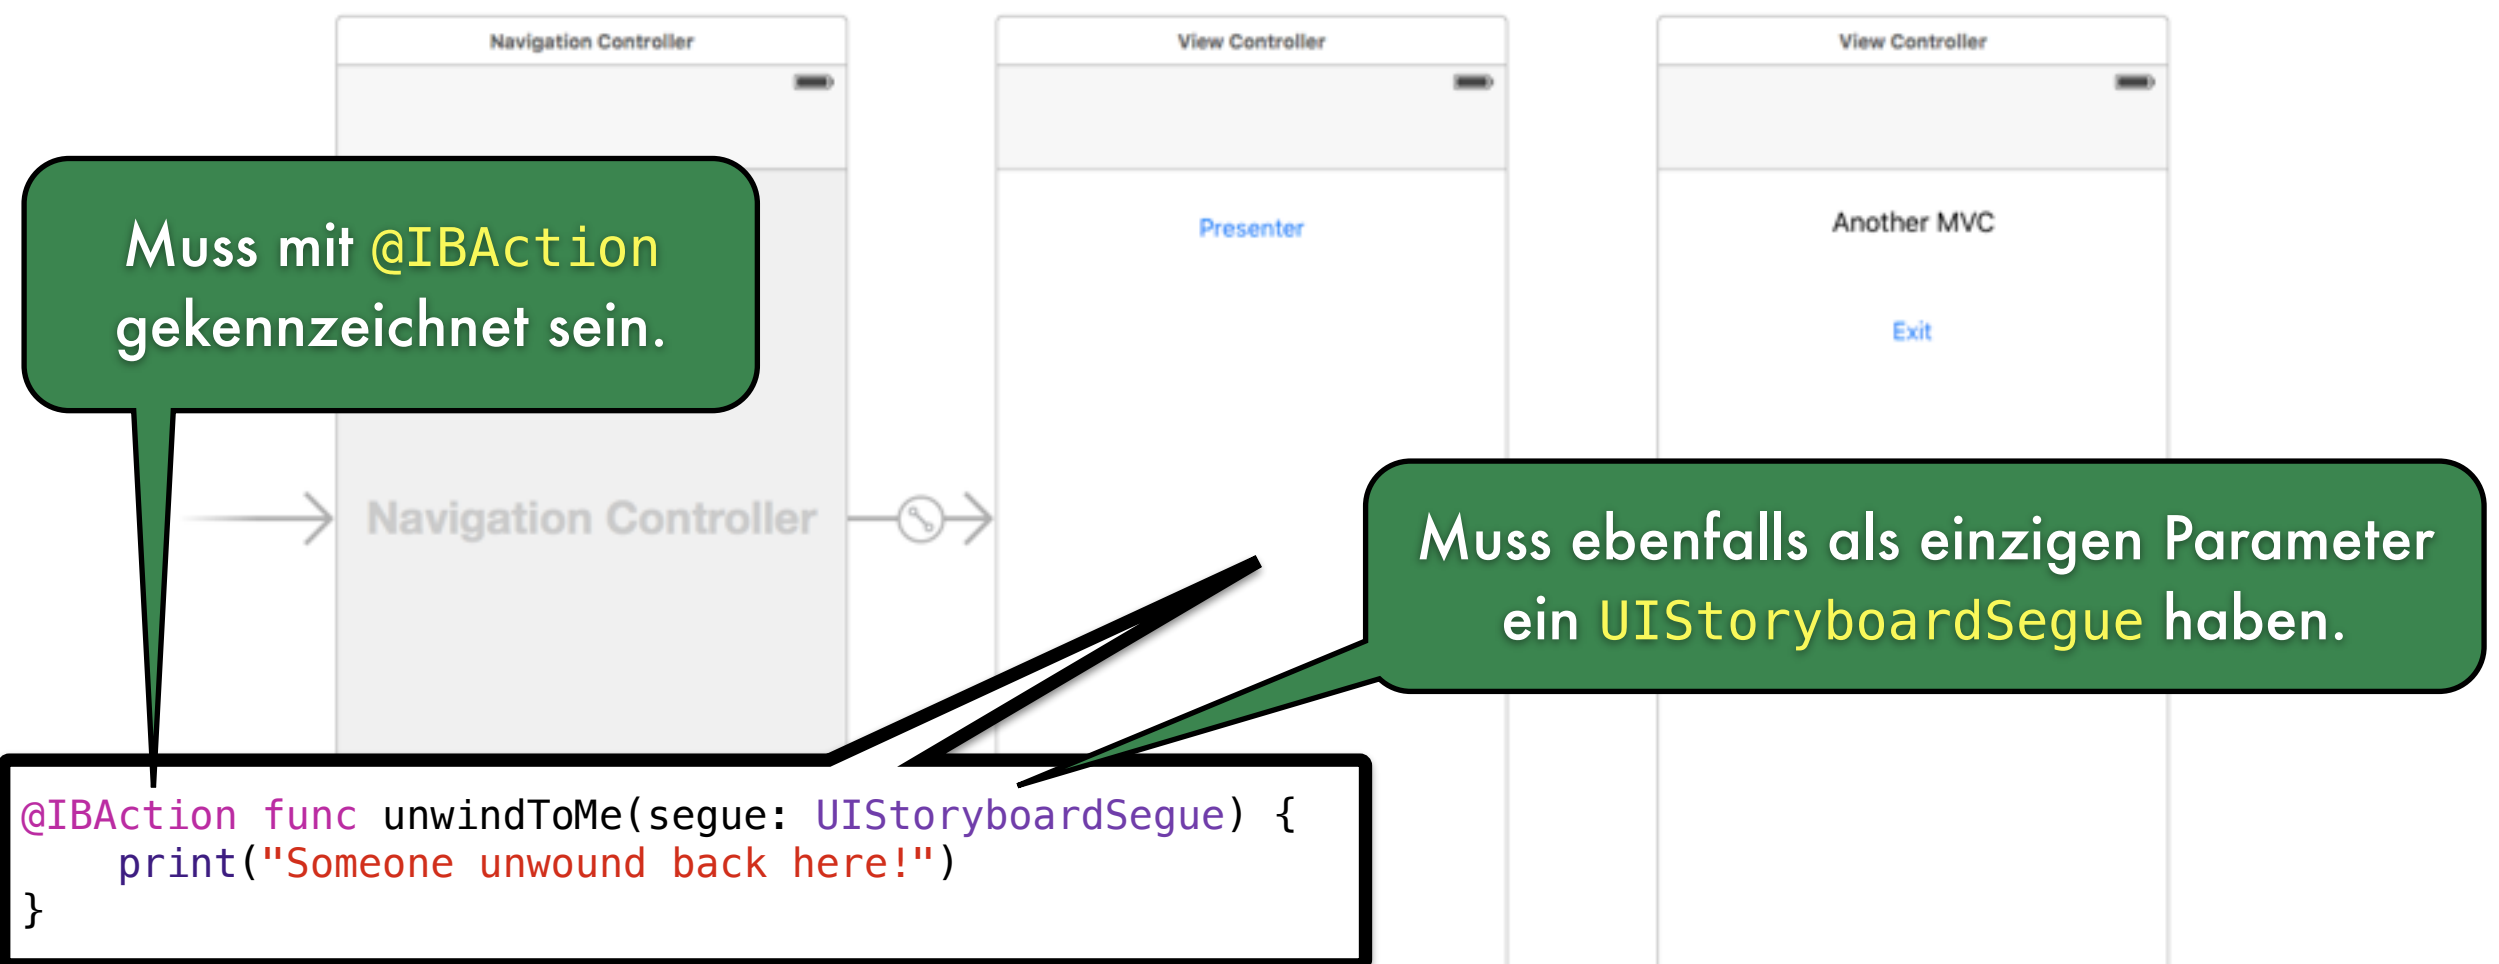 Navigation Controller
View Controller
View Controller
Muss mit @IBAction
gekennzeichnet sein.
Presenter
Another MVC
Exit
Navigation Controller
Muss ebenfalls als einzigen Parameter
ein UIStoryboardSegue haben.
@IBAction func unwindToMe(segue: UIStoryboardSegue) {
    print("Someone unwound back here!")
}